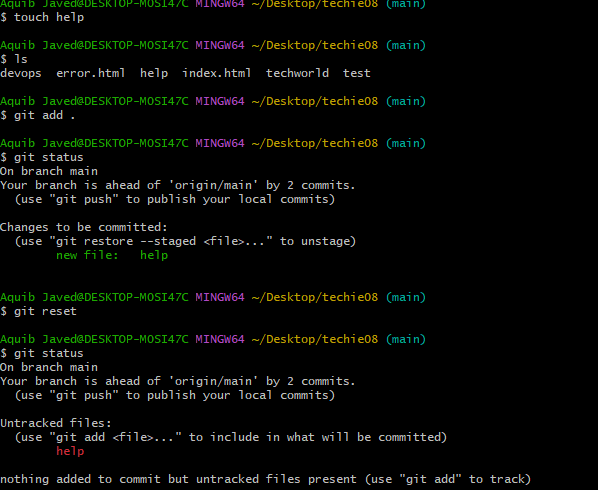 Aquib Javed@DESKTOP-MOSI47C MINGW64 ~/Desktop/techie08 (main)
$ touch help
Aquib Javed@DESKTOP-MOSI47C MINGW64 ~/Desktop/techie08 (main)
$ ls
devops  error.html  help  index.html  techworld  test
Aquib Javed@DESKTOP-MOSI47C MINGW64 ~/Desktop/techie08 (main)
$ git add .
Aquib Javed@DESKTOP-MOSI47C MINGW64 ~/Desktop/techie08 (main)
$ git status
On branch main
Your branch is ahead of 'origin/main' by 2 commits.
  (use "git push" to publish your local commits)
Changes to be committed:
  (use "git restore --staged <file>..." to unstage)
        new file:   help
Aquib Javed@DESKTOP-MOSI47C MINGW64 ~/Desktop/techie08 (main)
$ git reset
Aquib Javed@DESKTOP-MOSI47C MINGW64 ~/Desktop/techie08 (main)
$ git status
On branch main
Your branch is ahead of 'origin/main' by 2 commits.
  (use "git push" to publish your local commits)
Untracked files:
  (use "git add <file>..." to include in what will be committed)
        help
nothing added to commit but untracked files present (use "git add" to track)